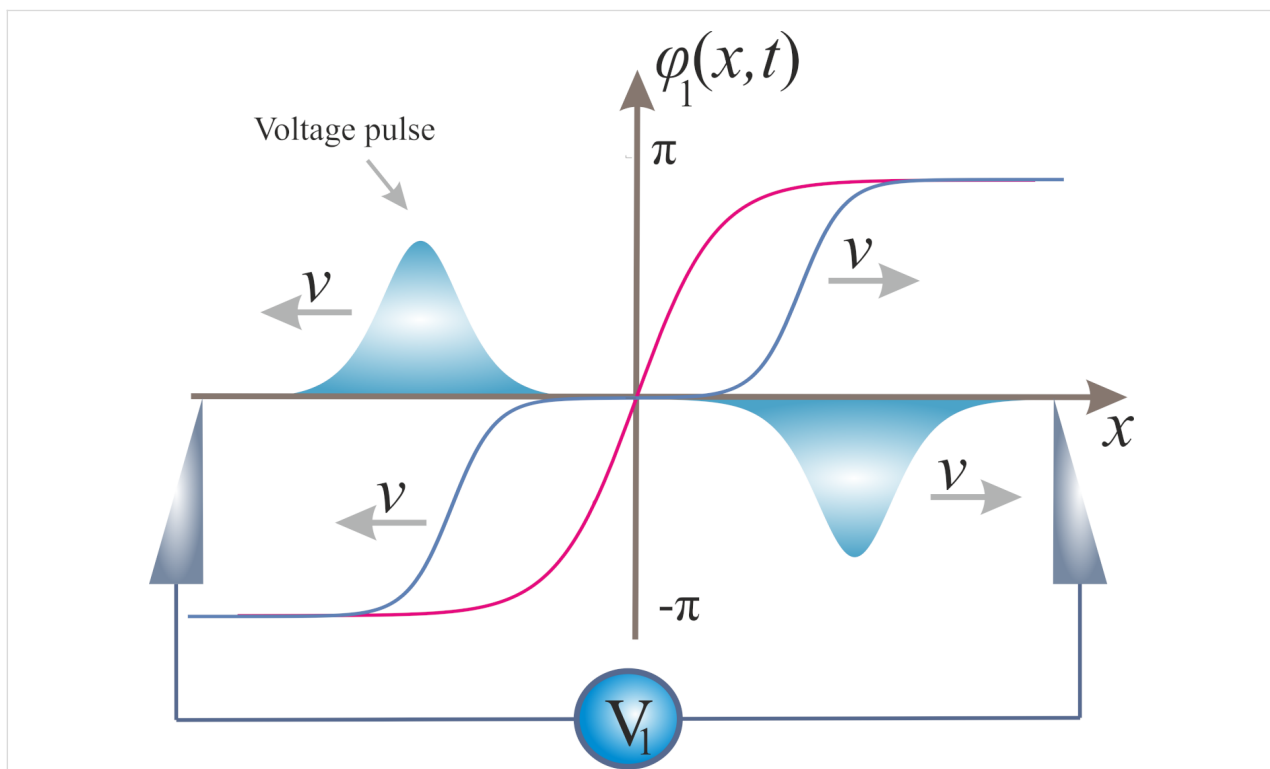 φ₁(x,t)
Voltage pulse
π
v
v
x
v
v
-π
V₁